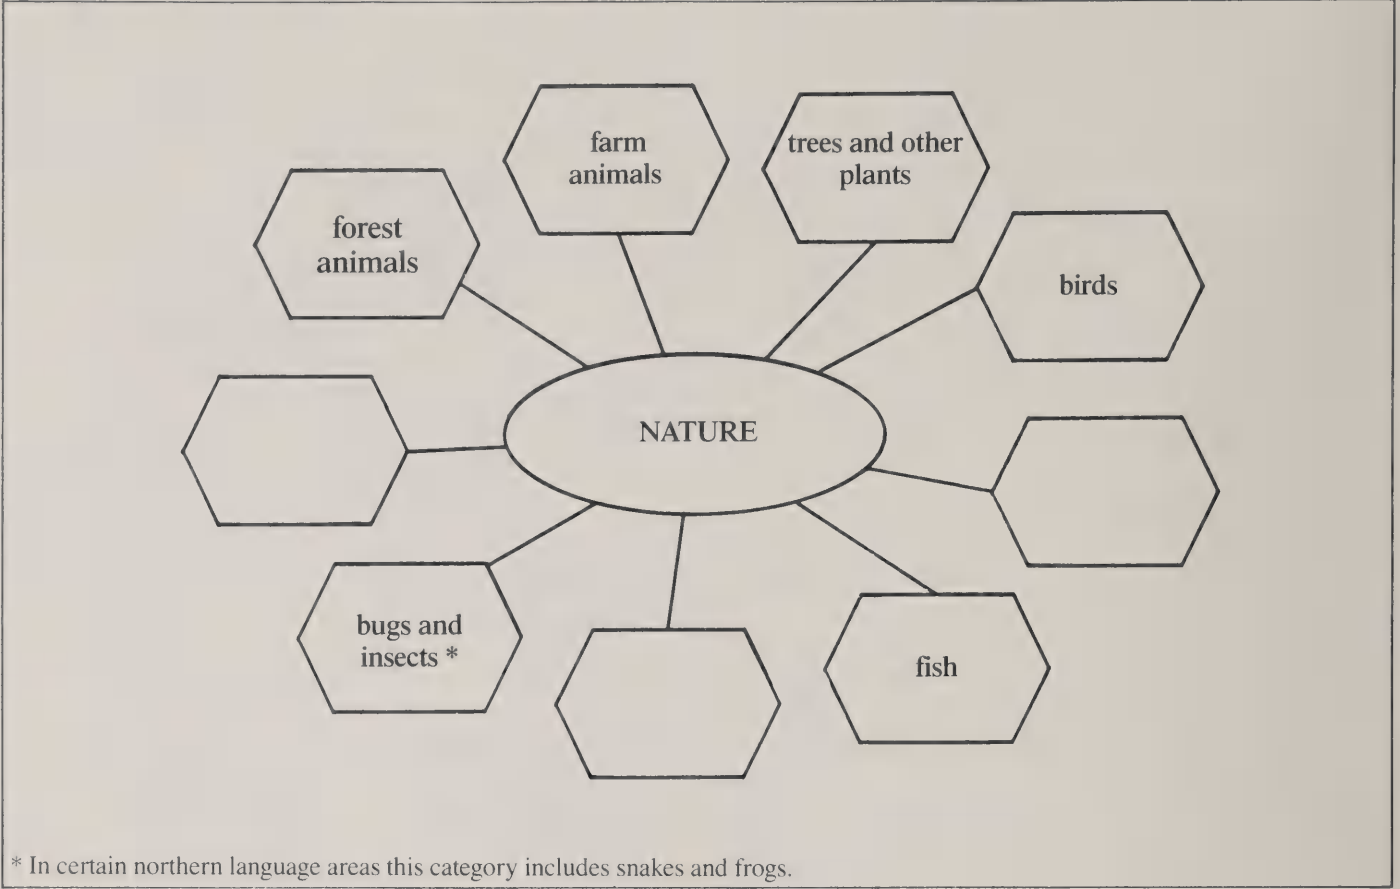 farm
animals
trees and other
plants
forest
animals
birds
NATURE
bugs and
insects *
fish
* In certain northern language areas this category includes snakes and frogs.